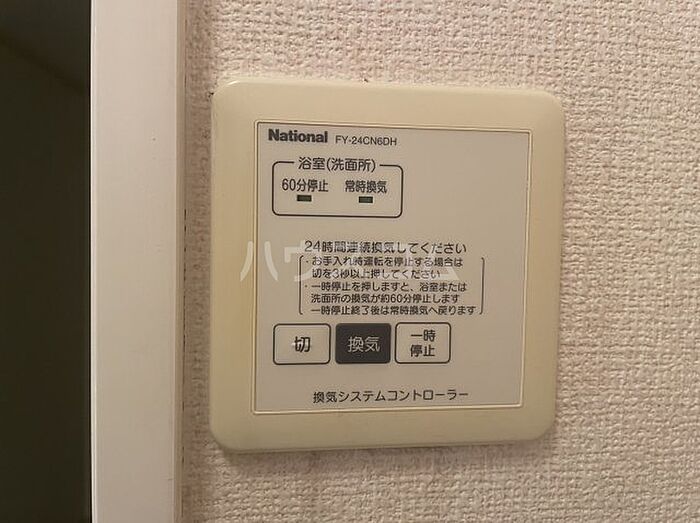 National FY-24CN6DH
浴室(洗面所)
60分停止 常時換気
24時間連続換気してください
・お手入れ時運転を停止する場合は
切を3秒以上押してください
・一時停止を押しますと、浴室または
洗面所の換気が約60分停止します
一時停止終了後は常時換気へ戻ります
切 換気 一時
停止
換気システムコントローラー